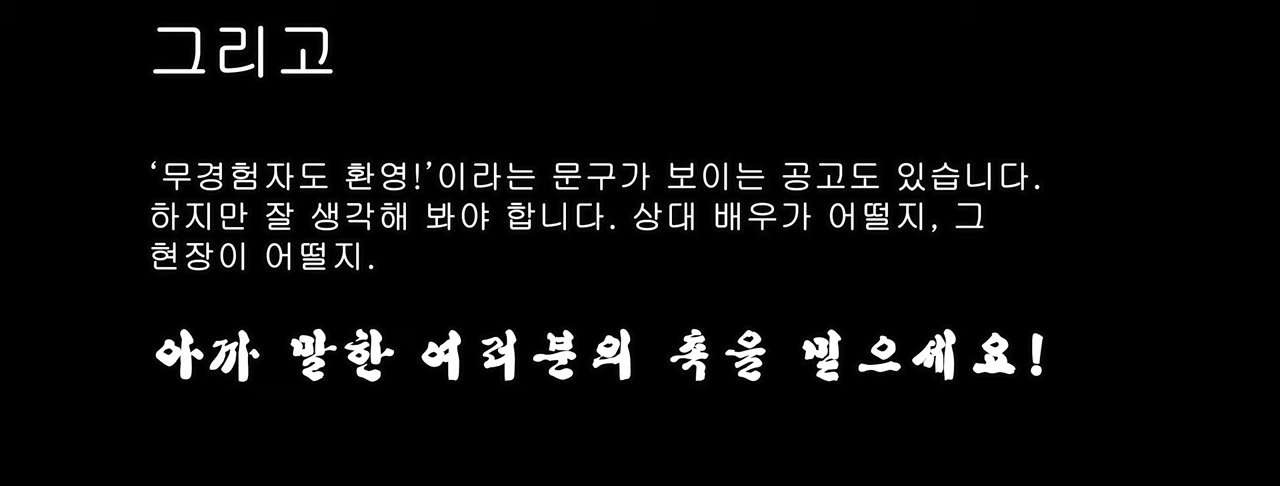 그리고
‘무경험자도 환영!’이라는 문구가 보이는 공고도 있습니다.
하지만 잘 생각해 봐야 합니다. 상대 배우가 어떨지, 그
현장이 어떨지.
아까 말한 여러분의 촉을 믿으세요!